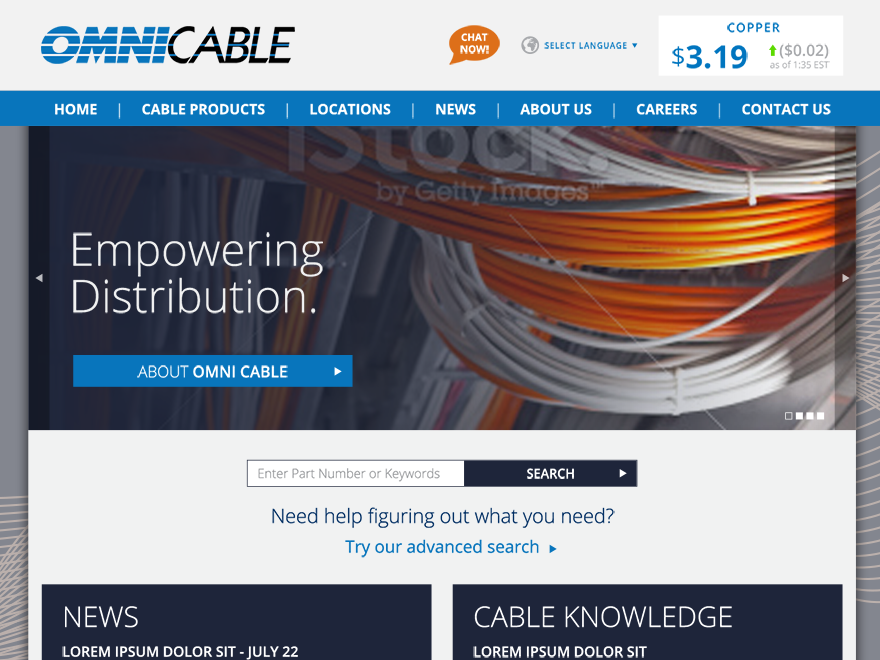 OMNICABLE
CHAT
NOW!
SELECT LANGUAGE
COPPER
$3.19
($0.02)
as of 1:35 EST
HOME | CABLE PRODUCTS | LOCATIONS | NEWS | ABOUT US | CAREERS | CONTACT US
iStock.
by Getty Images™
Empowering
Distribution.
ABOUT OMNI CABLE
Enter Part Number or Keywords
SEARCH
Need help figuring out what you need?
Try our advanced search
NEWS
LOREM IPSUM DOLOR SIT - JULY 22
CABLE KNOWLEDGE
LOREM IPSUM DOLOR SIT